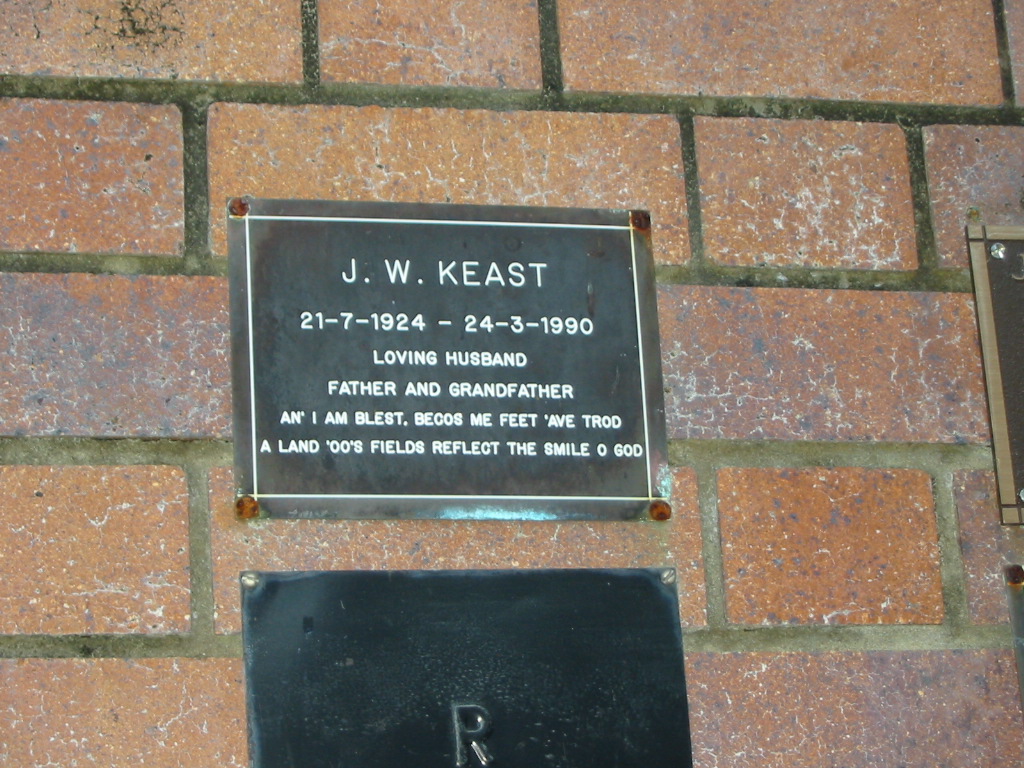 J. W. KEAST
21-7-1924 - 24-3-1990
LOVING HUSBAND
FATHER AND GRANDFATHER
AN' I AM BLEST, BECOS ME FEET 'AVE TROD
A LAND 'OO'S FIELDS REFLECT THE SMILE O GOD
R